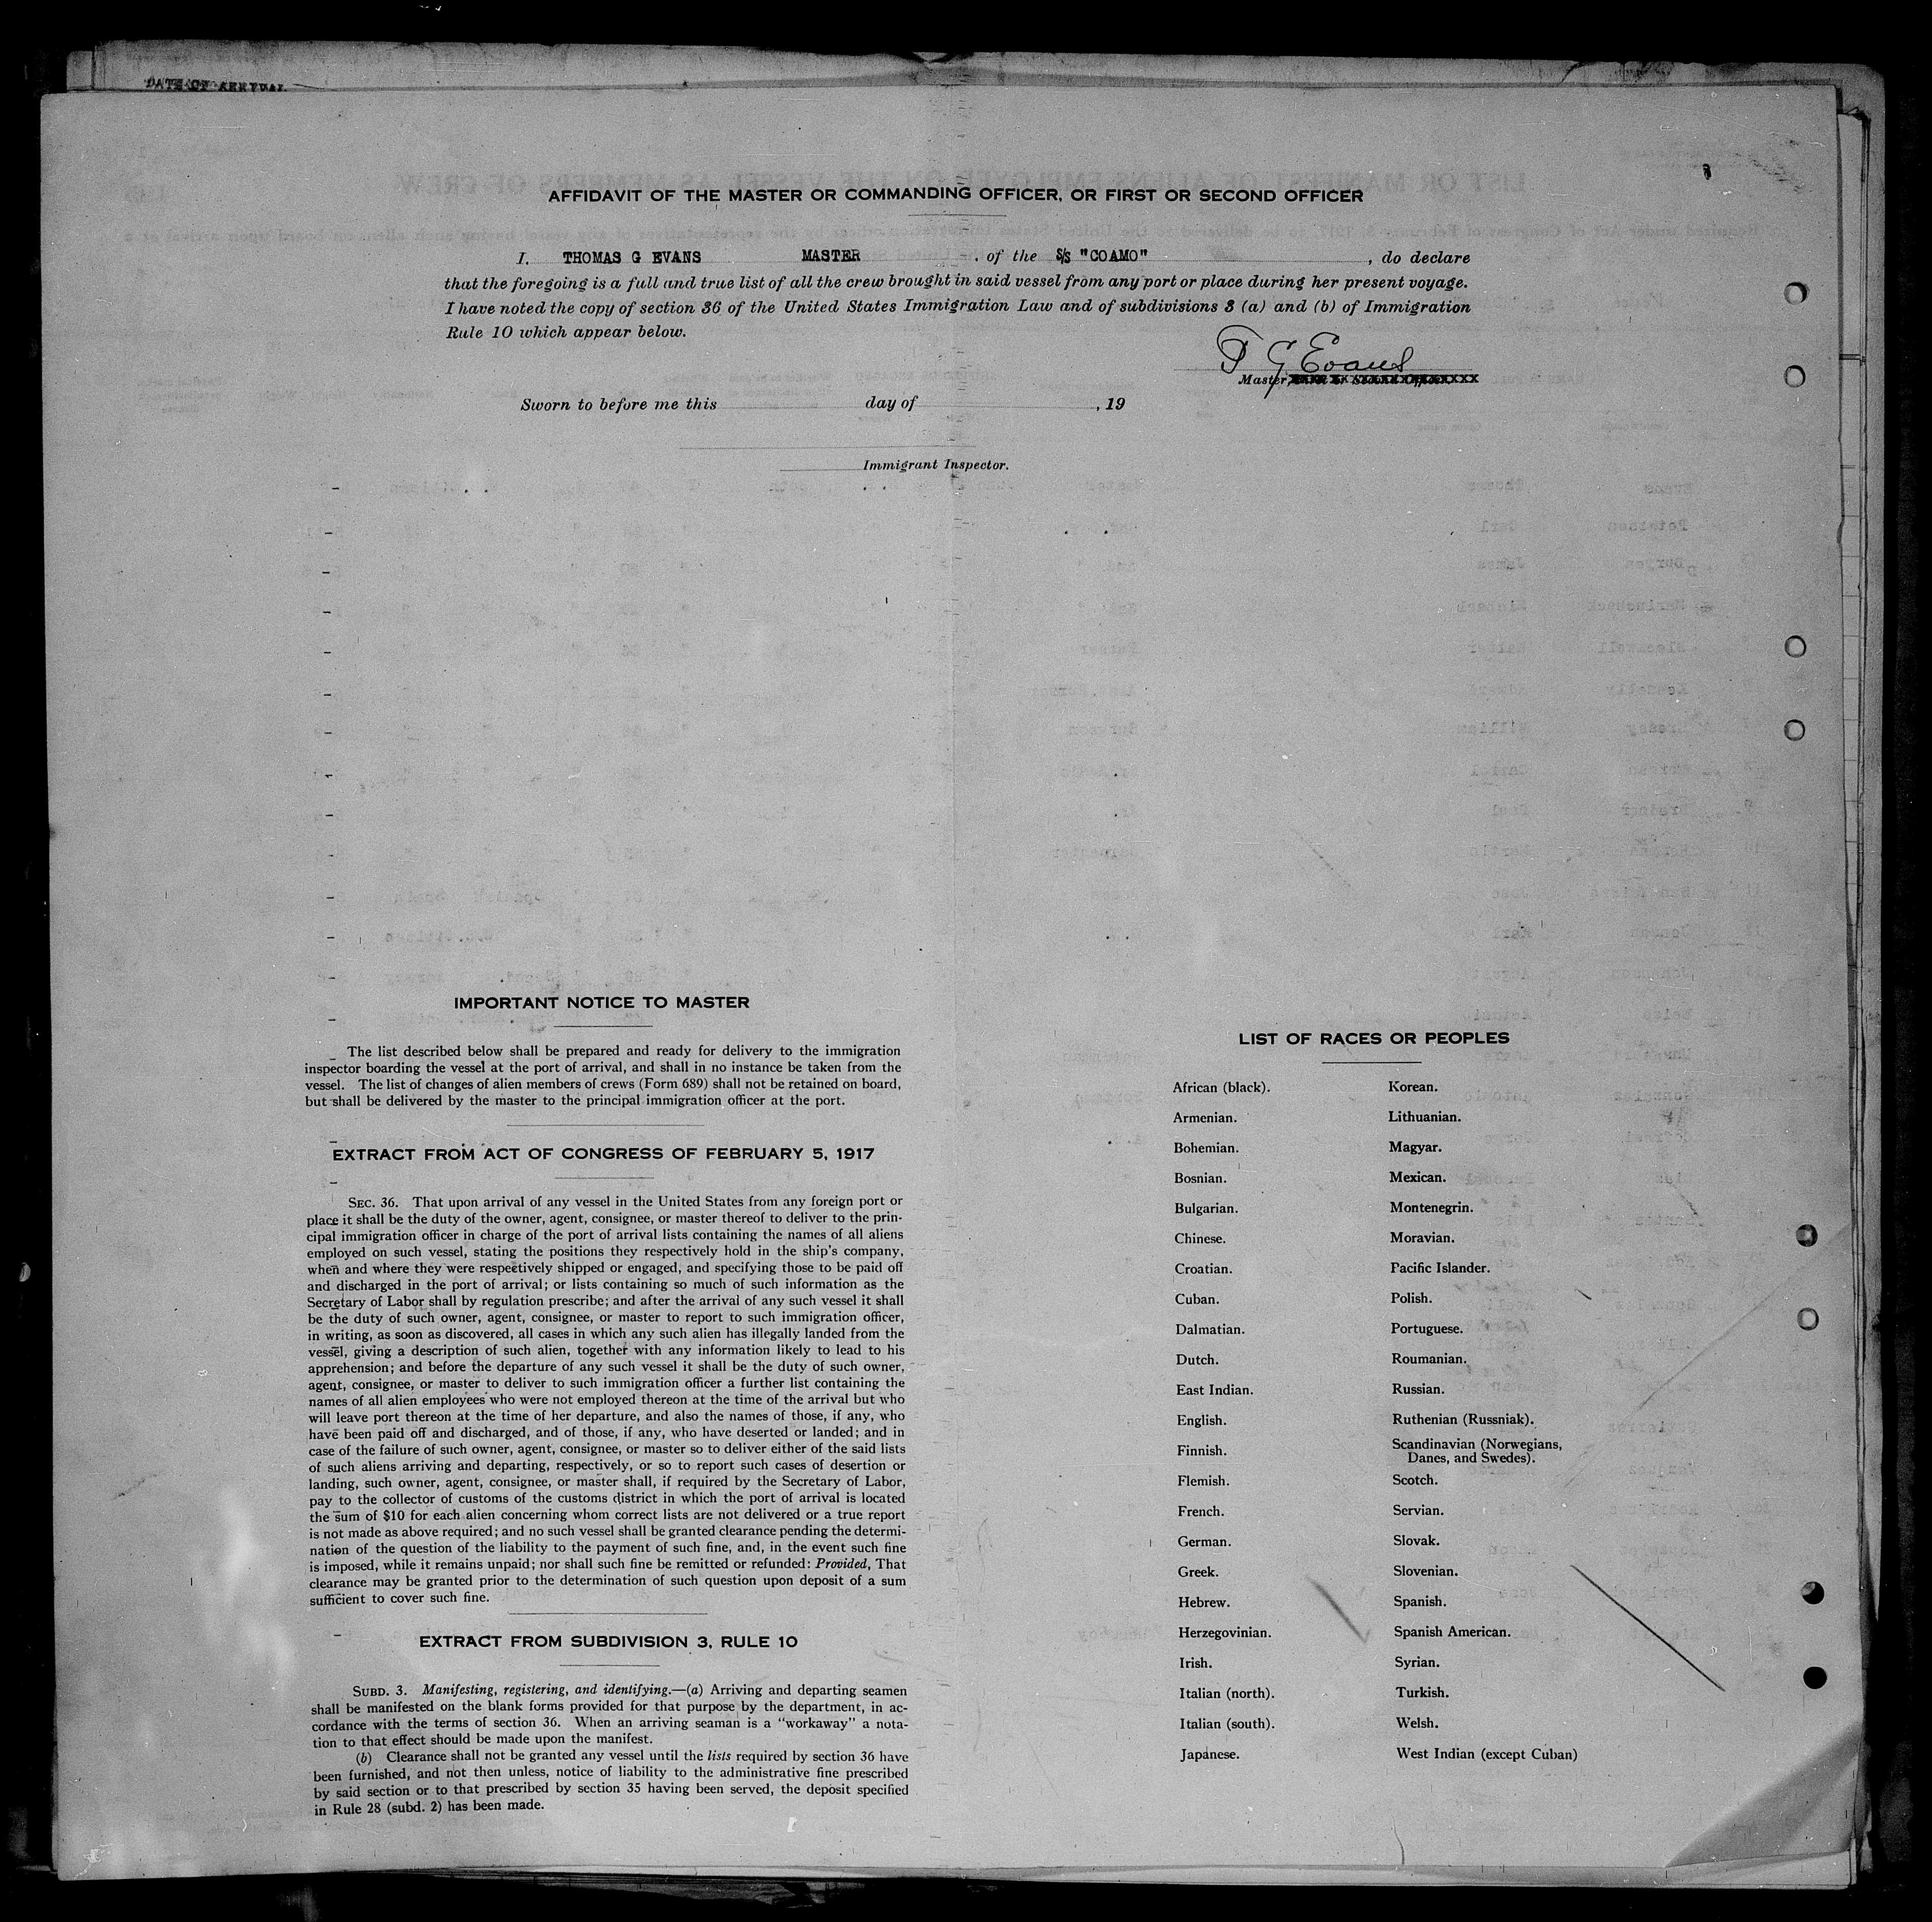 DATE OF ARRIVAL
AFFIDAVIT OF THE MASTER OR COMMANDING OFFICER, OR FIRST OR SECOND OFFICER
I, THOMAS G EVANS MASTER, of the S/S "COAMO", do declare
that the foregoing is a full and true list of all the crew brought in said vessel from any port or place during her present voyage.
I have noted the copy of section 36 of the United States Immigration Law and of subdivisions 3 (a) and (b) of Immigration
Rule 10 which appear below.
T G Evans
Master,
Sworn to before me this day of , 19
Immigrant Inspector.
IMPORTANT NOTICE TO MASTER
The list described below shall be prepared and ready for delivery to the immigration
inspector boarding the vessel at the port of arrival, and shall in no instance be taken from the
vessel. The list of changes of alien members of crews (Form 689) shall not be retained on board,
but shall be delivered by the master to the principal immigration officer at the port.
EXTRACT FROM ACT OF CONGRESS OF FEBRUARY 5, 1917
SEC. 36. That upon arrival of any vessel in the United States from any foreign port or
place it shall be the duty of the owner, agent, consignee, or master thereof to deliver to the prin-
cipal immigration officer in charge of the port of arrival lists containing the names of all aliens
employed on such vessel, stating the positions they respectively hold in the ship's company,
when and where they were respectively shipped or engaged, and specifying those to be paid off
and discharged in the port of arrival; or lists containing so much of such information as the
Secretary of Labor shall by regulation prescribe; and after the arrival of any such vessel it shall
be the duty of such owner, agent, consignee, or master to report to such immigration officer,
in writing, as soon as discovered, all cases in which any such alien has illegally landed from the
vessel, giving a description of such alien, together with any information likely to lead to his
apprehension; and before the departure of any such vessel it shall be the duty of such owner,
agent, consignee, or master to deliver to such immigration officer a further list containing the
names of all alien employees who were not employed thereon at the time of the arrival but who
will leave port thereon at the time of her departure, and also the names of those, if any, who
have been paid off and discharged, and of those, if any, who have deserted or landed; and in
case of the failure of such owner, agent, consignee, or master so to deliver either of the said lists
of such aliens arriving and departing, respectively, or so to report such cases of desertion or
landing, such owner, agent, consignee, or master shall, if required by the Secretary of Labor,
pay to the collector of customs of the customs district in which the port of arrival is located
the sum of $10 for each alien concerning whom correct lists are not delivered or a true report
is not made as above required; and no such vessel shall be granted clearance pending the determi-
nation of the question of the liability to the payment of such fine, and, in the event such fine
is imposed, while it remains unpaid; nor shall such fine be remitted or refunded: Provided, That
clearance may be granted prior to the determination of such question upon deposit of a sum
sufficient to cover such fine.
EXTRACT FROM SUBDIVISION 3, RULE 10
SUBD. 3. Manifesting, registering, and identifying.—(a) Arriving and departing seamen
shall be manifested on the blank forms provided for that purpose by the department, in ac-
cordance with the terms of section 36. When an arriving seaman is a "workaway" a nota-
tion to that effect should be made upon the manifest.
(b) Clearance shall not be granted any vessel until the lists required by section 36 have
been furnished, and not then unless, notice of liability to the administrative fine prescribed
by said section or to that prescribed by section 35 having been served, the deposit specified
in Rule 28 (subd. 2) has been made.
LIST OF RACES OR PEOPLES
African (black).
Armenian.
Bohemian.
Bosnian.
Bulgarian.
Chinese.
Croatian.
Cuban.
Dalmatian.
Dutch.
East Indian.
English.
Finnish.
Flemish.
French.
German.
Greek.
Hebrew.
Herzegovinian.
Irish.
Italian (north).
Italian (south).
Japanese.
Korean.
Lithuanian.
Magyar.
Mexican.
Montenegrin.
Moravian.
Pacific Islander.
Polish.
Portuguese.
Roumanian.
Russian.
Ruthenian (Russniak).
Scandinavian (Norwegians,
Danes, and Swedes).
Scotch.
Servian.
Slovak.
Slovenian.
Spanish.
Spanish American.
Syrian.
Turkish.
Welsh.
West Indian (except Cuban)